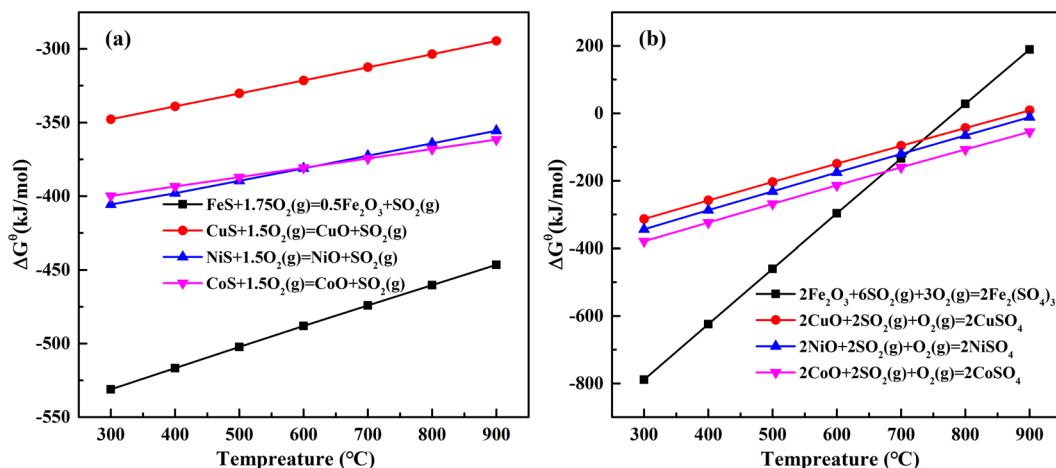 (a)
ΔG^θ(kJ/mol)
-300
-350
-400
-450
-500
-550
FeS+1.75O₂(g)=0.5Fe₂O₃+SO₂(g)
CuS+1.5O₂(g)=CuO+SO₂(g)
NiS+1.5O₂(g)=NiO+SO₂(g)
CoS+1.5O₂(g)=CoO+SO₂(g)
300 400 500 600 700 800 900
Tempreature (℃)
(b)
ΔG^θ(kJ/mol)
200
0
-200
-400
-600
-800
2Fe₂O₃+6SO₂(g)+3O₂(g)=2Fe₂(SO₄)₃
2CuO+2SO₂(g)+O₂(g)=2CuSO₄
2NiO+2SO₂(g)+O₂(g)=2NiSO₄
2CoO+2SO₂(g)+O₂(g)=2CoSO₄
300 400 500 600 700 800 900
Tempreature (℃)